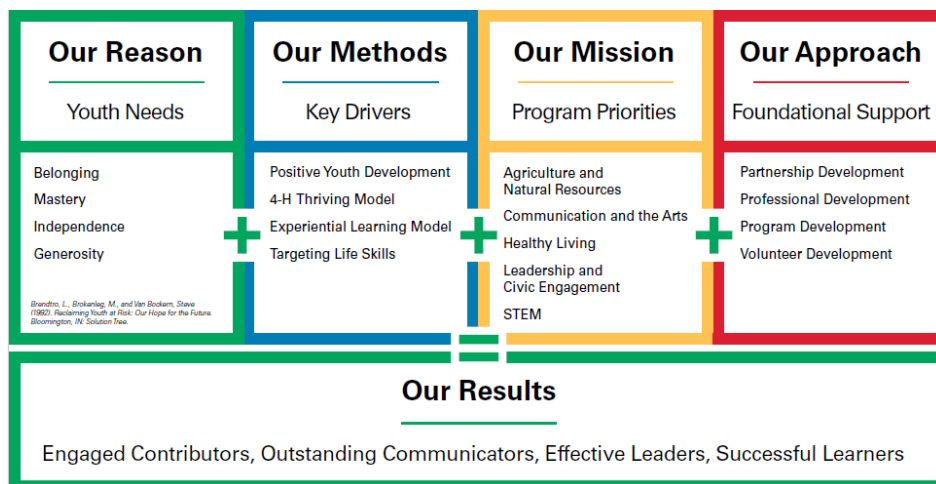 Our Reason
Youth Needs
Belonging
Mastery
Independence
Generosity
Brendtro, L., Brokenleg, M., and Van Bockern, Steve
(1992). Reclaiming Youth at Risk: Our Hope for the Future.
Bloomington, IN: Solution Tree.
+
Our Methods
Key Drivers
Positive Youth Development
4-H Thriving Model
Experiential Learning Model
Targeting Life Skills
+
Our Mission
Program Priorities
Agriculture and
Natural Resources
Communication and the Arts
Healthy Living
Leadership and
Civic Engagement
STEM
+
Our Approach
Foundational Support
Partnership Development
Professional Development
Program Development
Volunteer Development
=
Our Results
Engaged Contributors, Outstanding Communicators, Effective Leaders, Successful Learners